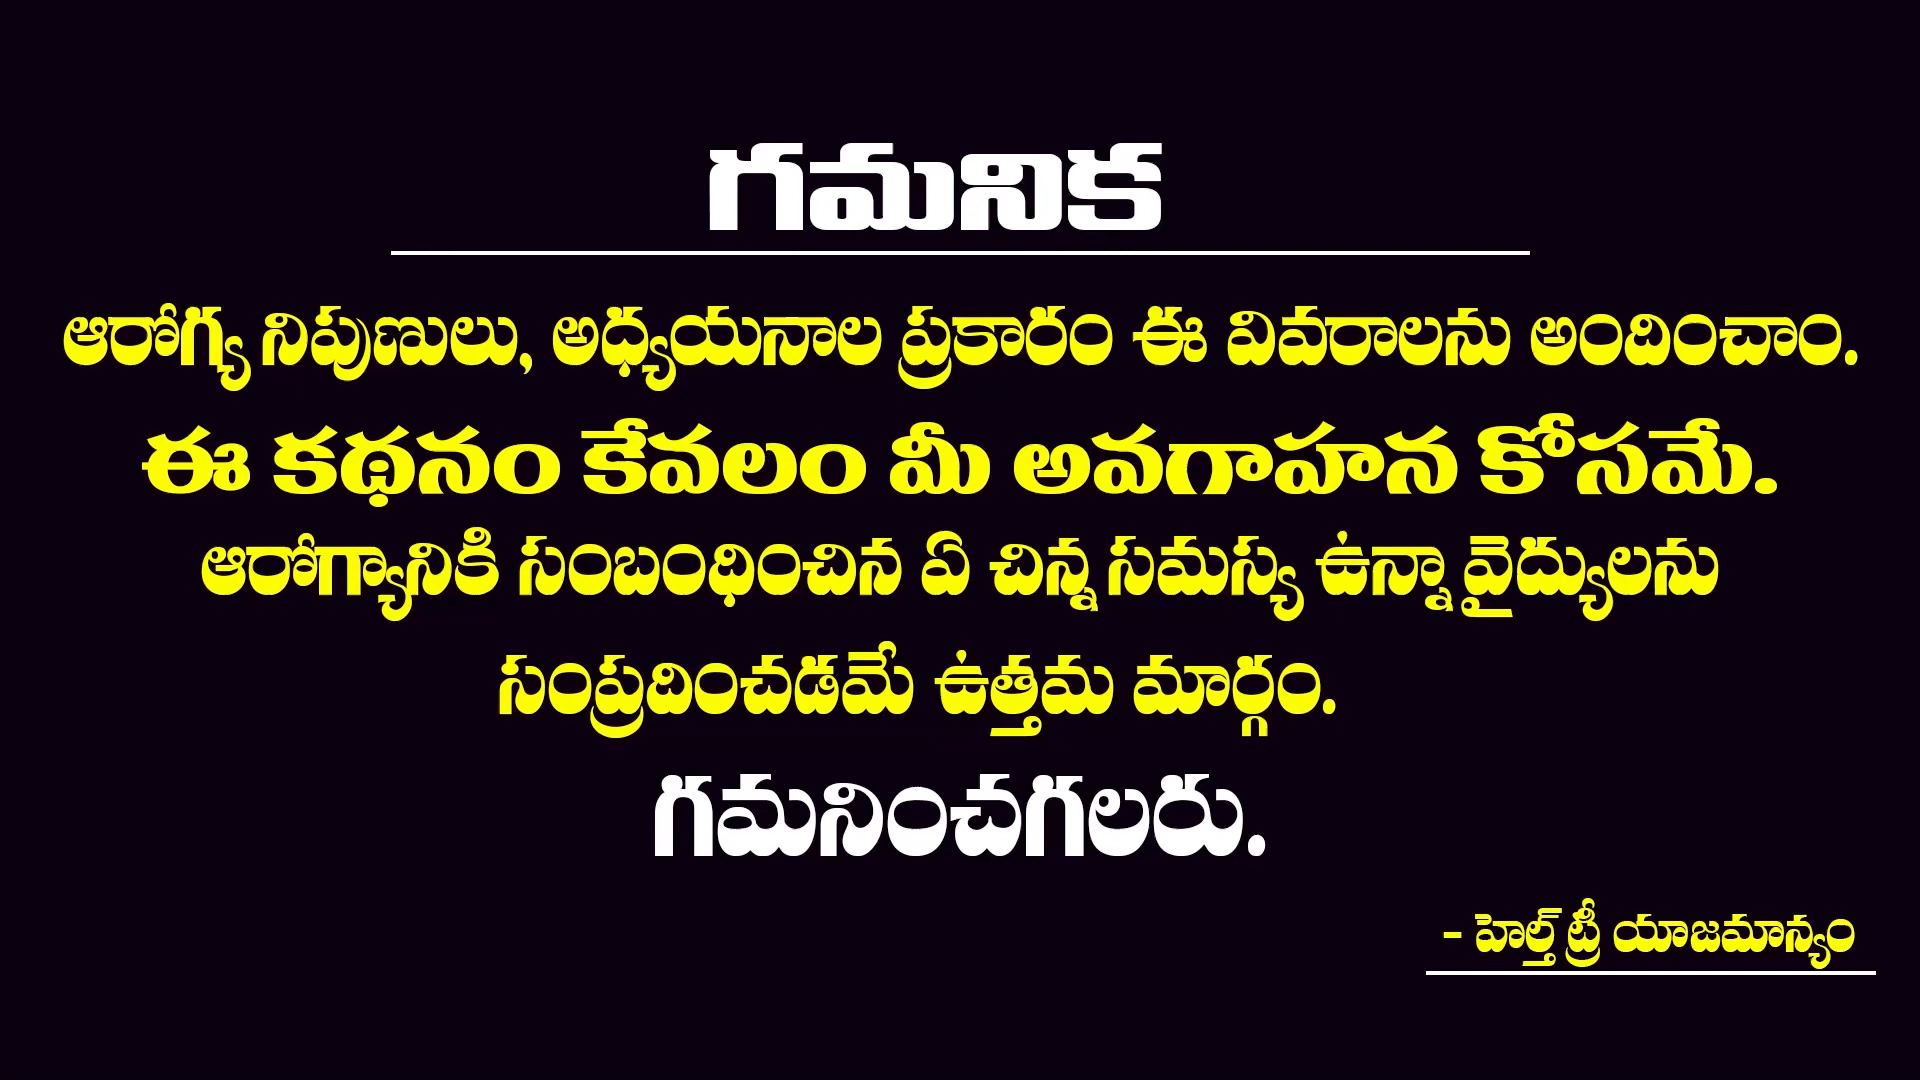 గమనిక
ఆరోగ్య నిపుణులు, అధ్యయనాల ప్రకారం ఈ వివరాలను అందించాం.
ఈ కథనం కేవలం మీ అవగాహన కోసమే.
ఆరోగ్యానికి సంబంధించిన ఏ చిన్న సమస్య ఉన్నా వైద్యులను
సంప్రదించడమే ఉత్తమ మార్గం.
గమనించగలరు.
- హెల్త్ ట్రీ యాజమాన్యం